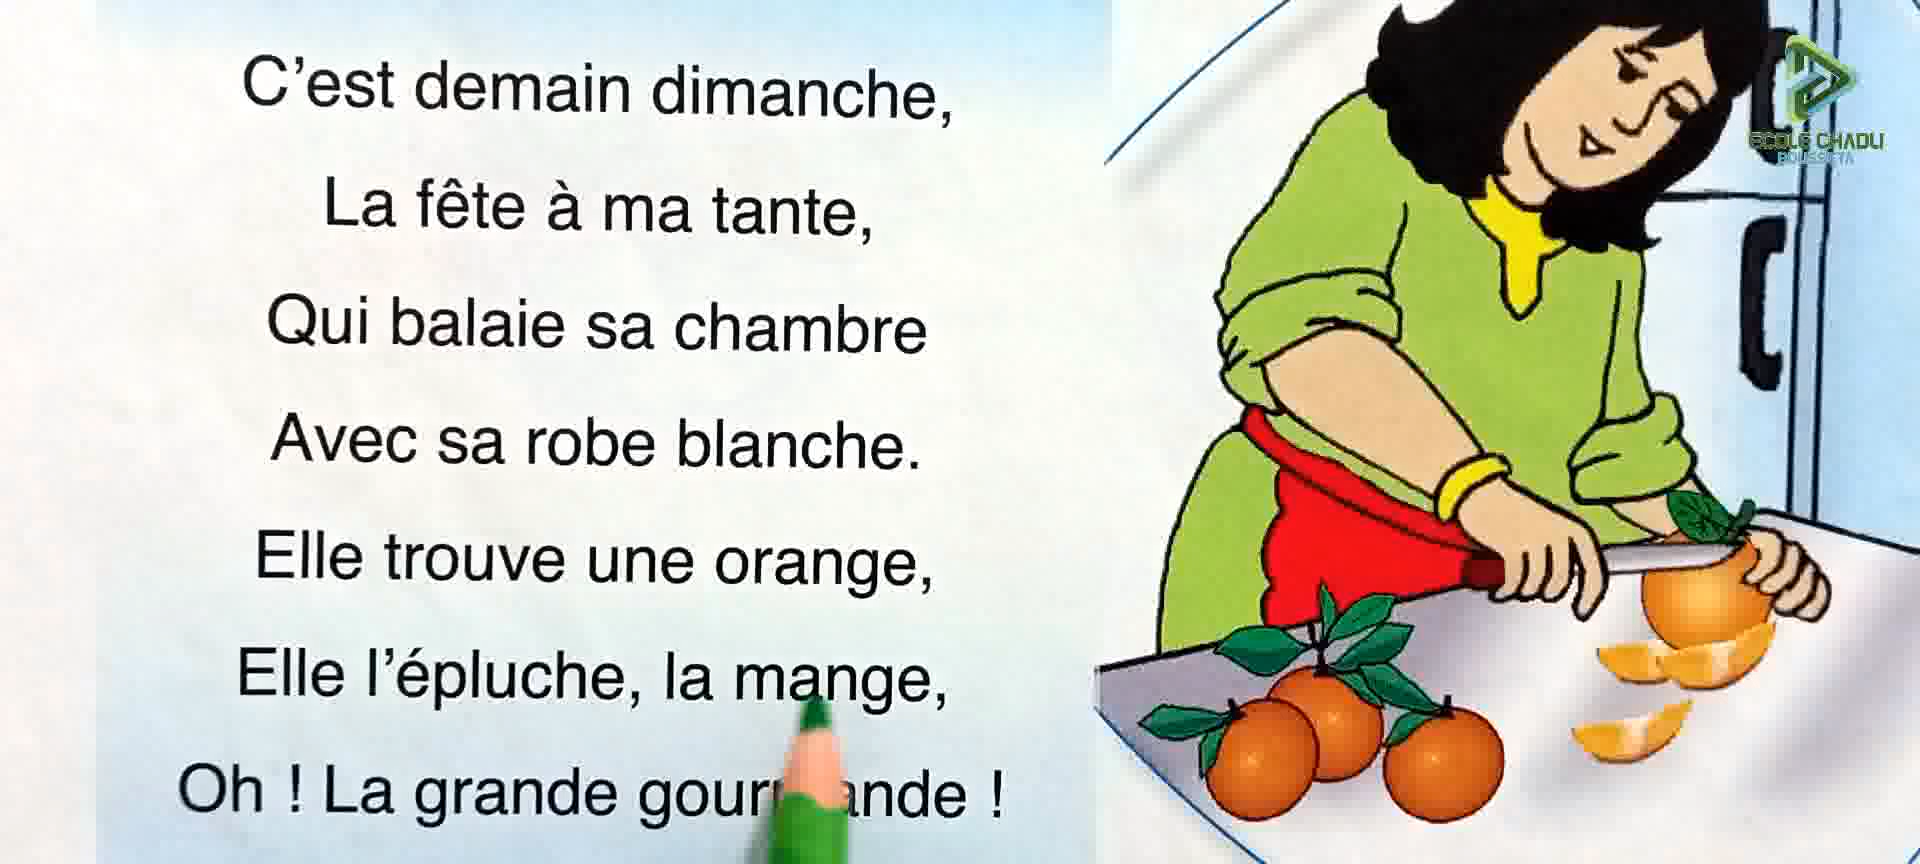 C'est demain dimanche,
La fête à ma tante,
Qui balaie sa chambre
Avec sa robe blanche.
Elle trouve une orange,
Elle l'épluche, la mange,
Oh ! La grande gourmande !
ECOLE CHADLI